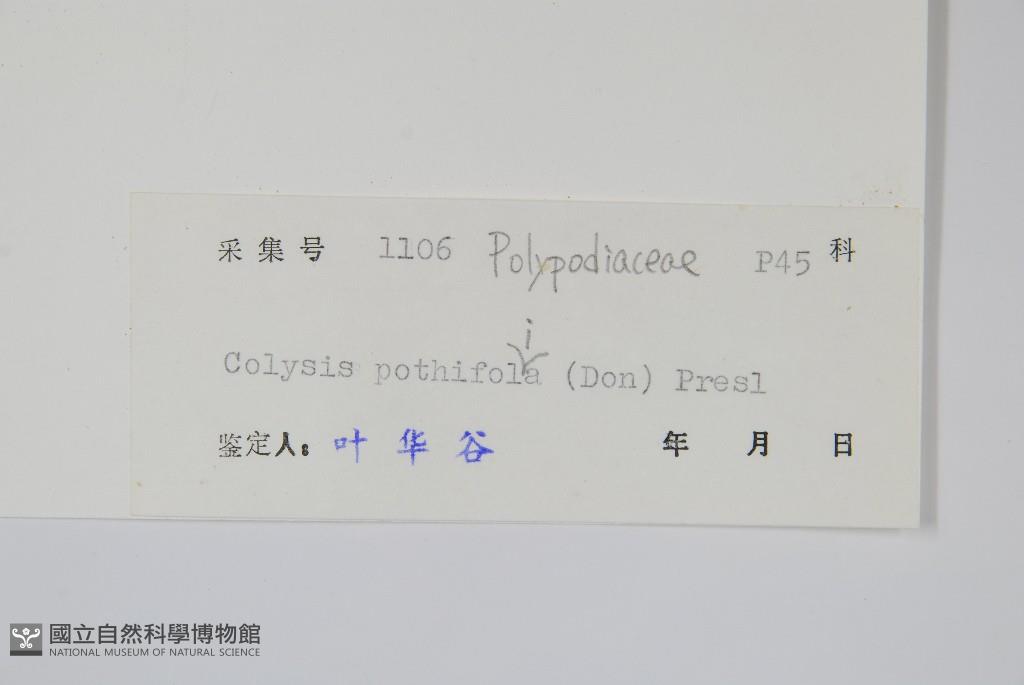 采集号 1106 Polypodiaceae P45 科
i
Colysis pothifola (Don) Presl
鉴定人: 叶华谷 年 月 日
國立自然科學博物館
NATIONAL MUSEUM OF NATURAL SCIENCE